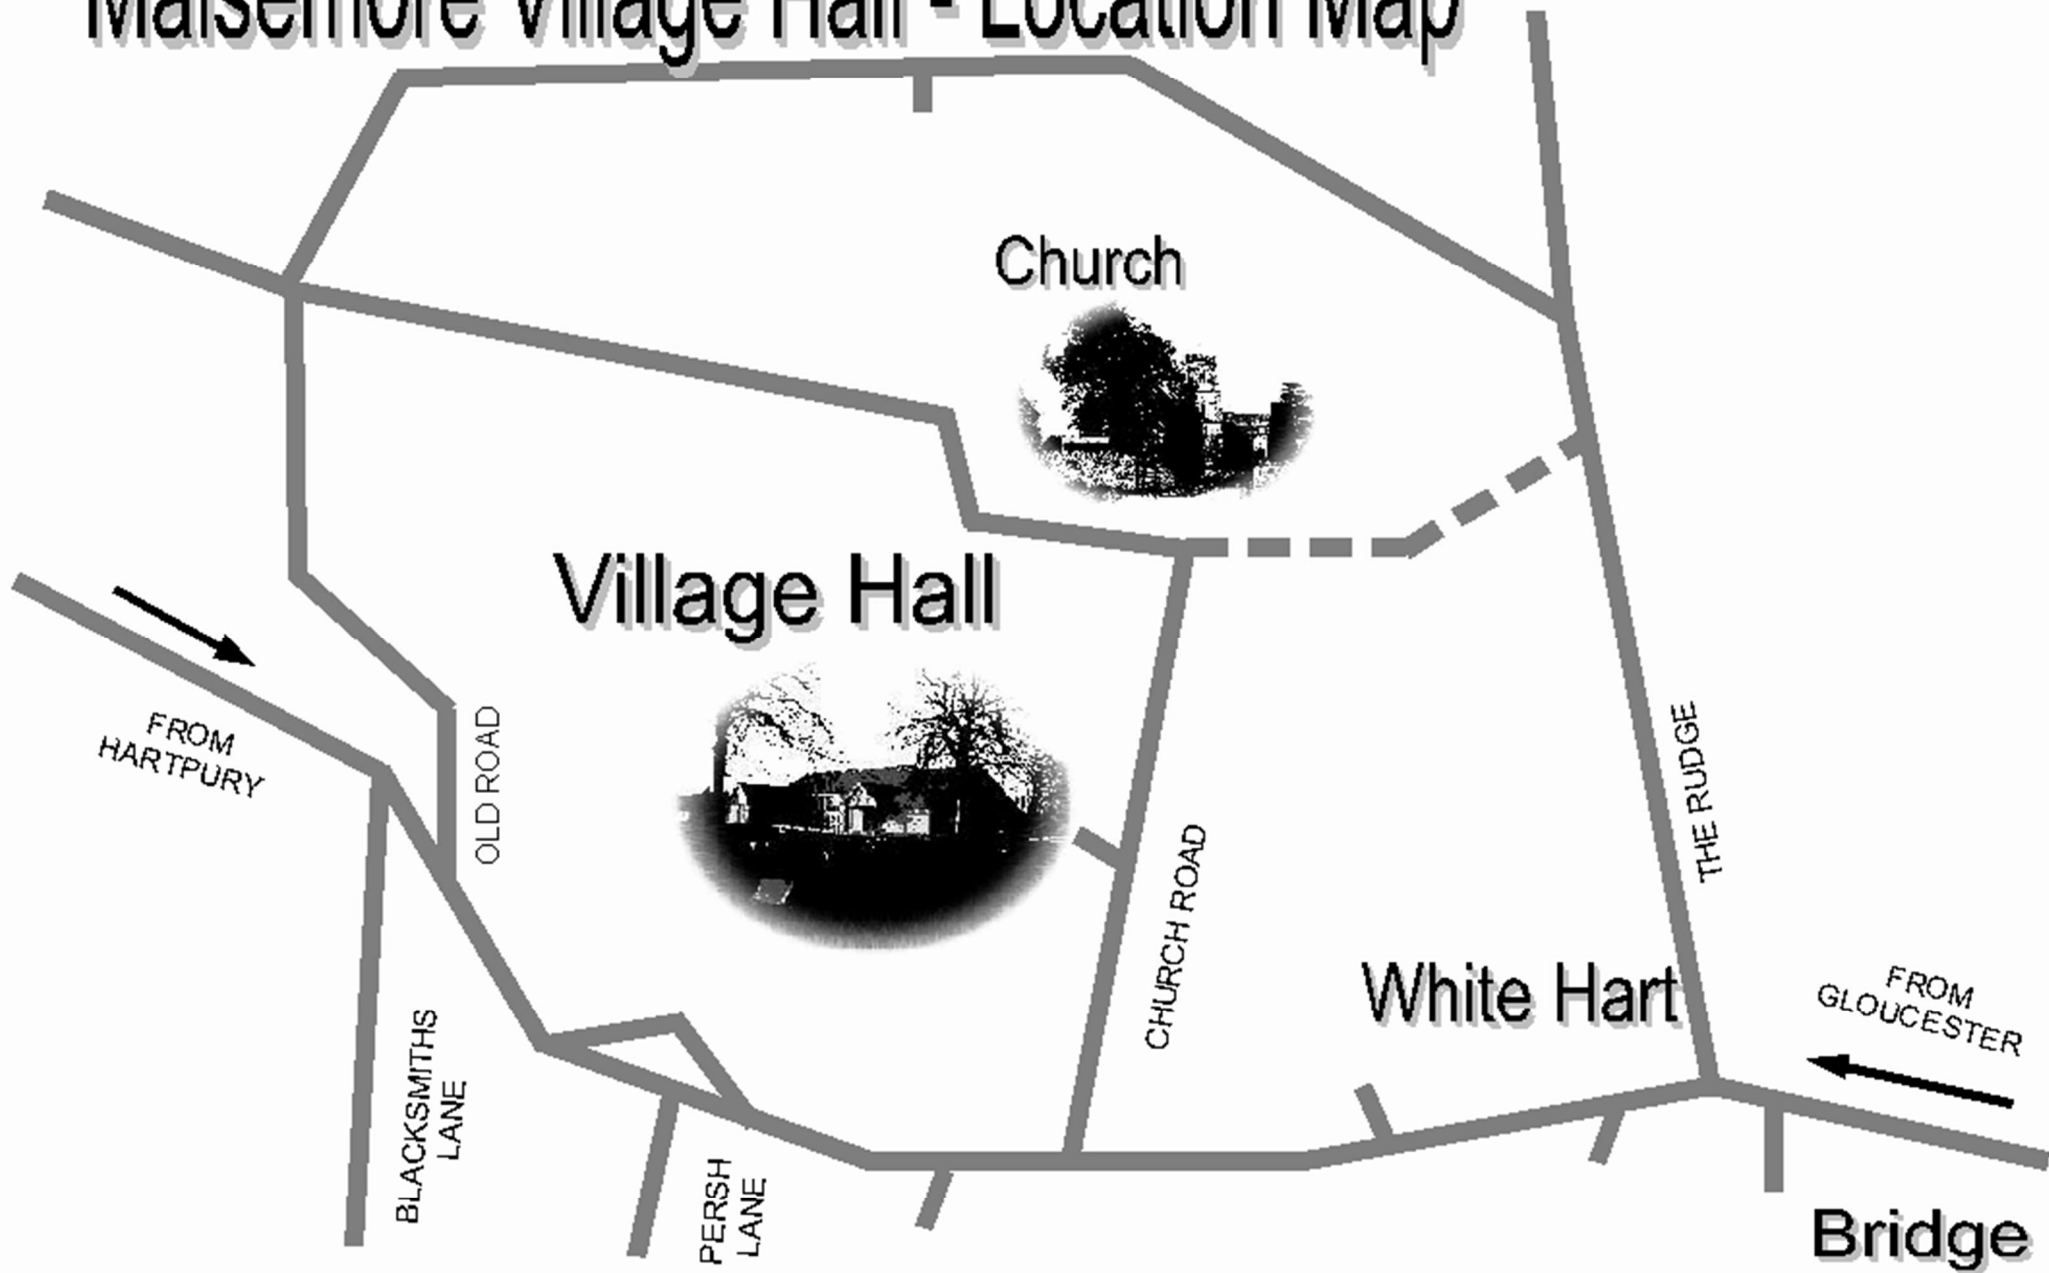 Maisemore Village Hall - Location Map
Church
Village Hall
FROM
HARTPURY
OLD ROAD
THE RUDGE
CHURCH ROAD
White Hart
FROM
GLOUCESTER
BLACKSMITHS
LANE
PERSH
LANE
Bridge